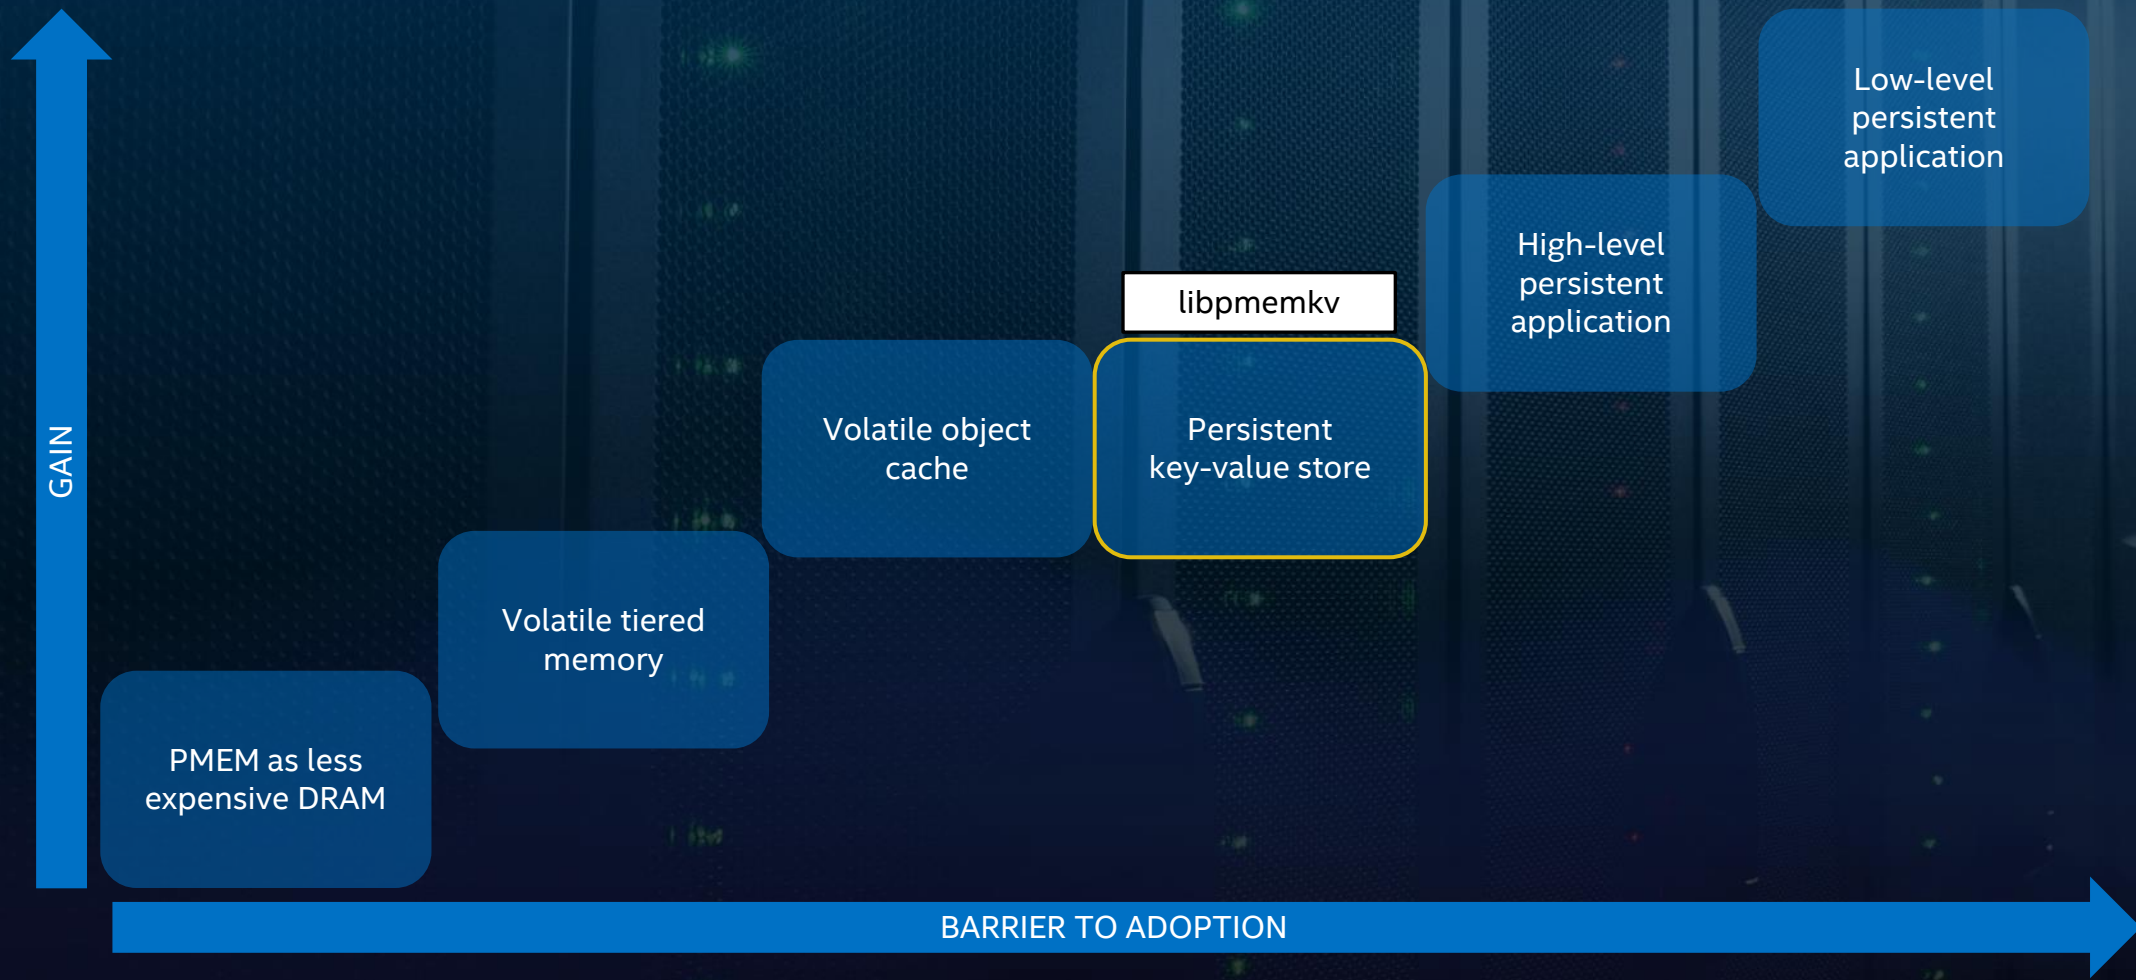 Low-level
persistent
application
High-level
persistent
application
libpmemkv
Volatile object
cache
Persistent
key-value store
GAIN
Volatile tiered
memory
PMEM as less
expensive DRAM
BARRIER TO ADOPTION